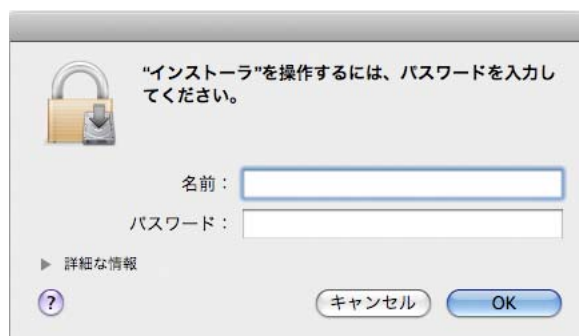 “インストーラ”を操作するには、パスワードを入力し
てください。
名前：
パスワード：
詳細な情報
?
キャンセル
OK